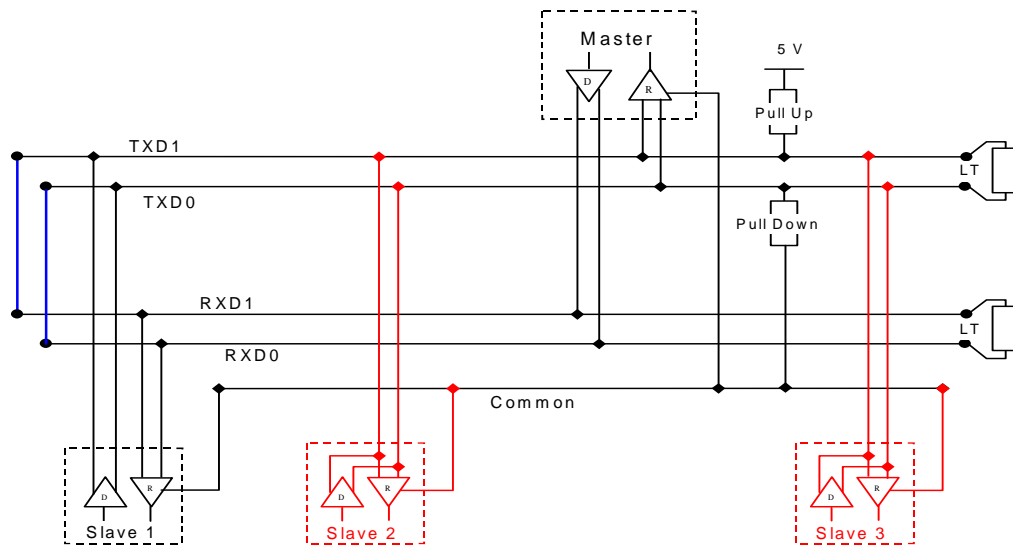 Master
5 V
D
R
Pull Up
TXD1
LT
TXD0
Pull Down
RXD1
LT
RXD0
Common
D
R
Slave 1
D
R
Slave 2
D
R
Slave 3